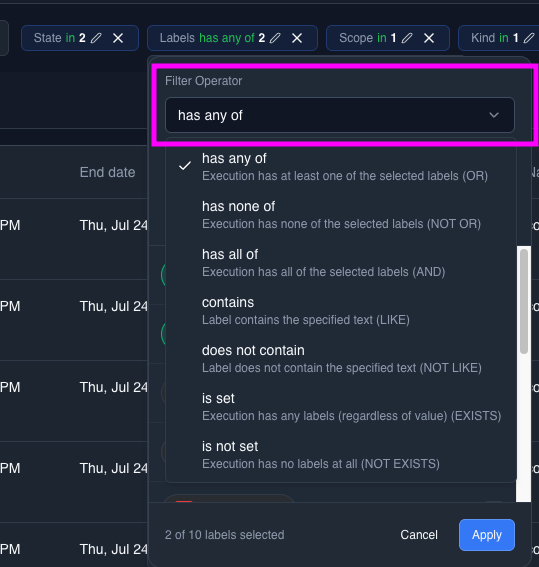 State in 2
Labels has any of 2
Scope in 1
Kind in 1
Filter Operator
has any of
has any of
Execution has at least one of the selected labels (OR)
has none of
Execution has none of the selected labels (NOT OR)
has all of
Execution has all of the selected labels (AND)
contains
Label contains the specified text (LIKE)
does not contain
Label does not contain the specified text (NOT LIKE)
is set
Execution has any labels (regardless of value) (EXISTS)
is not set
Execution has no labels at all (NOT EXISTS)
2 of 10 labels selected
Cancel
Apply
End date
PM
Thu, Jul 24
PM
Thu, Jul 24
PM
Thu, Jul 24
PM
Thu, Jul 24
PM
Thu, Jul 24